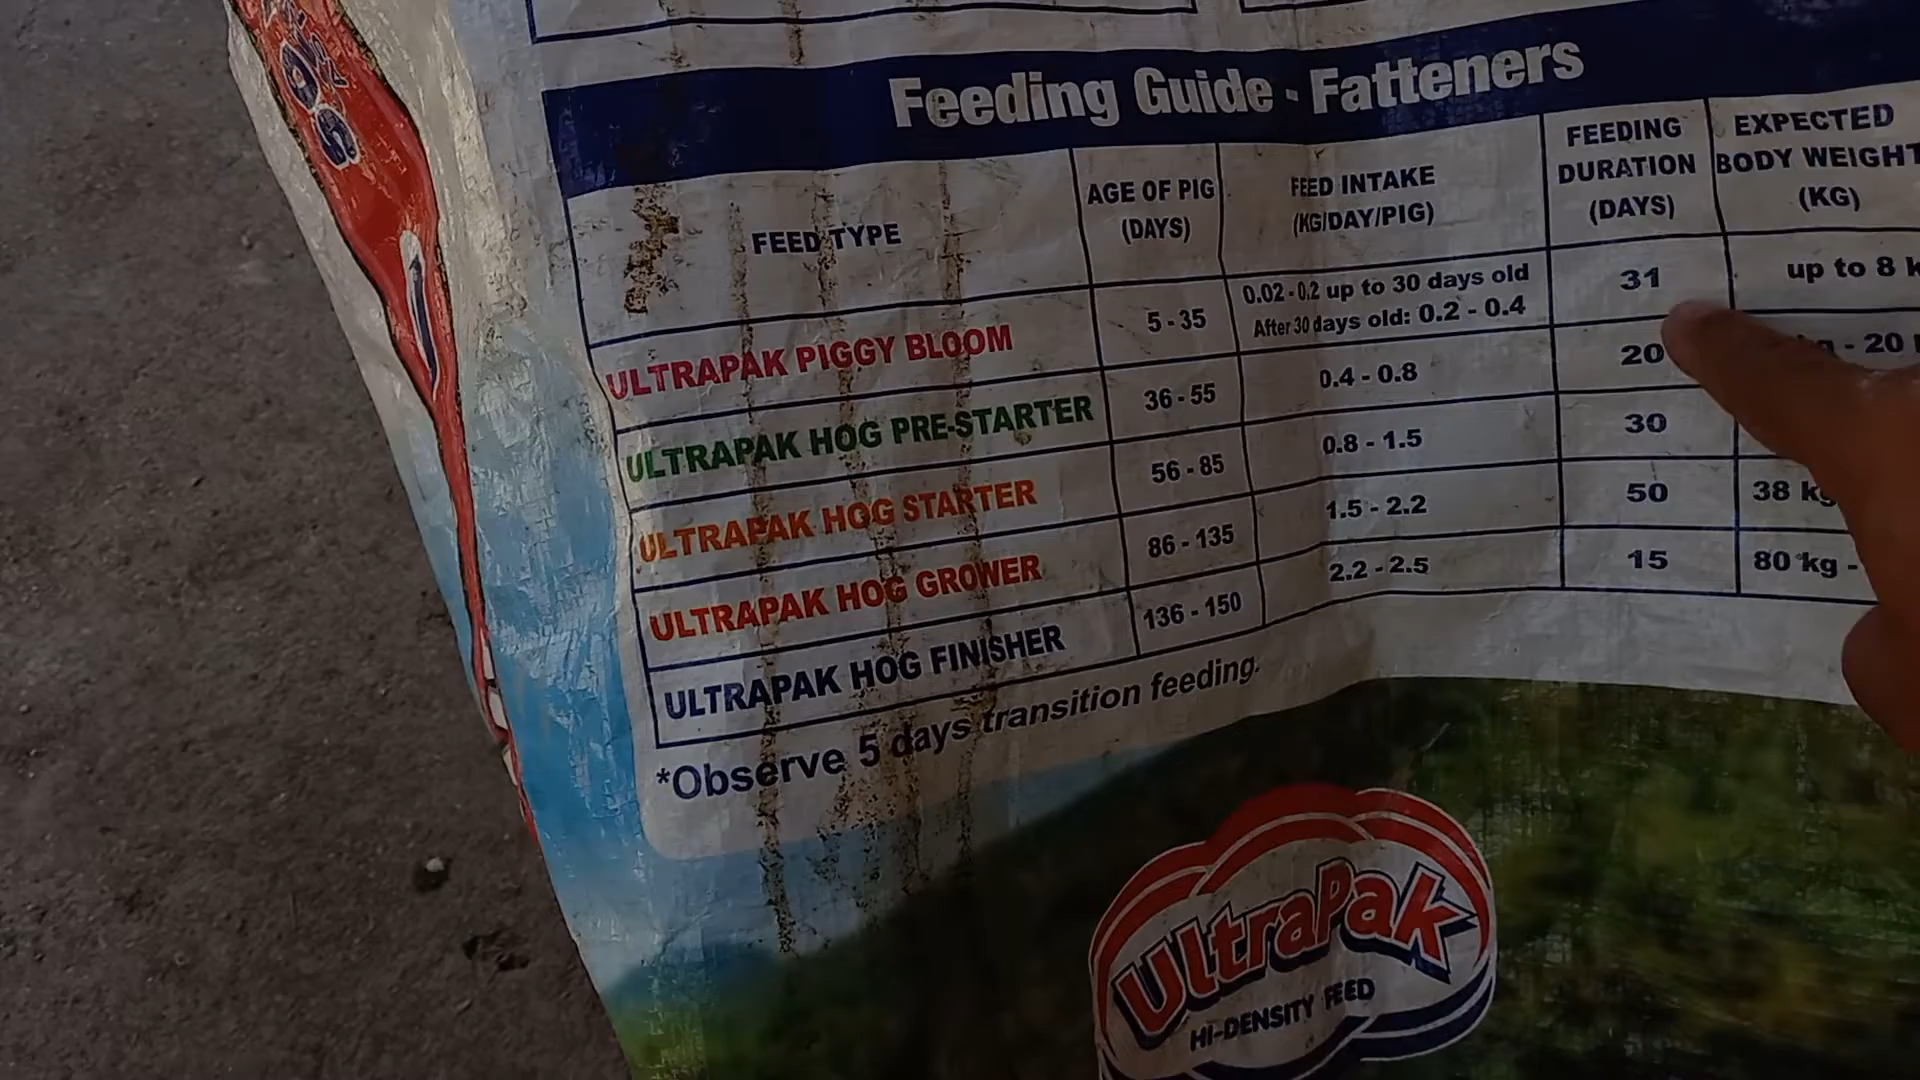 Feeding Guide - Fatteners
FEED TYPE
AGE OF PIG
(DAYS)
FEED INTAKE
(KG/DAY/PIG)
FEEDING
DURATION
(DAYS)
EXPECTED
BODY WEIGHT
(KG)
ULTRAPAK PIGGY BLOOM
5 - 35
0.02 - 0.2 up to 30 days old
After 30 days old: 0.2 - 0.4
31
up to 8
ULTRAPAK HOG PRE-STARTER
36 - 55
0.4 - 0.8
20
- 20
ULTRAPAK HOG STARTER
56 - 85
0.8 - 1.5
30
ULTRAPAK HOG GROWER
86 - 135
1.5 - 2.2
50
38 kg
ULTRAPAK HOG FINISHER
136 - 150
2.2 - 2.5
15
80 kg -
*Observe 5 days transition feeding.
UltraPak
HI-DENSITY FEED